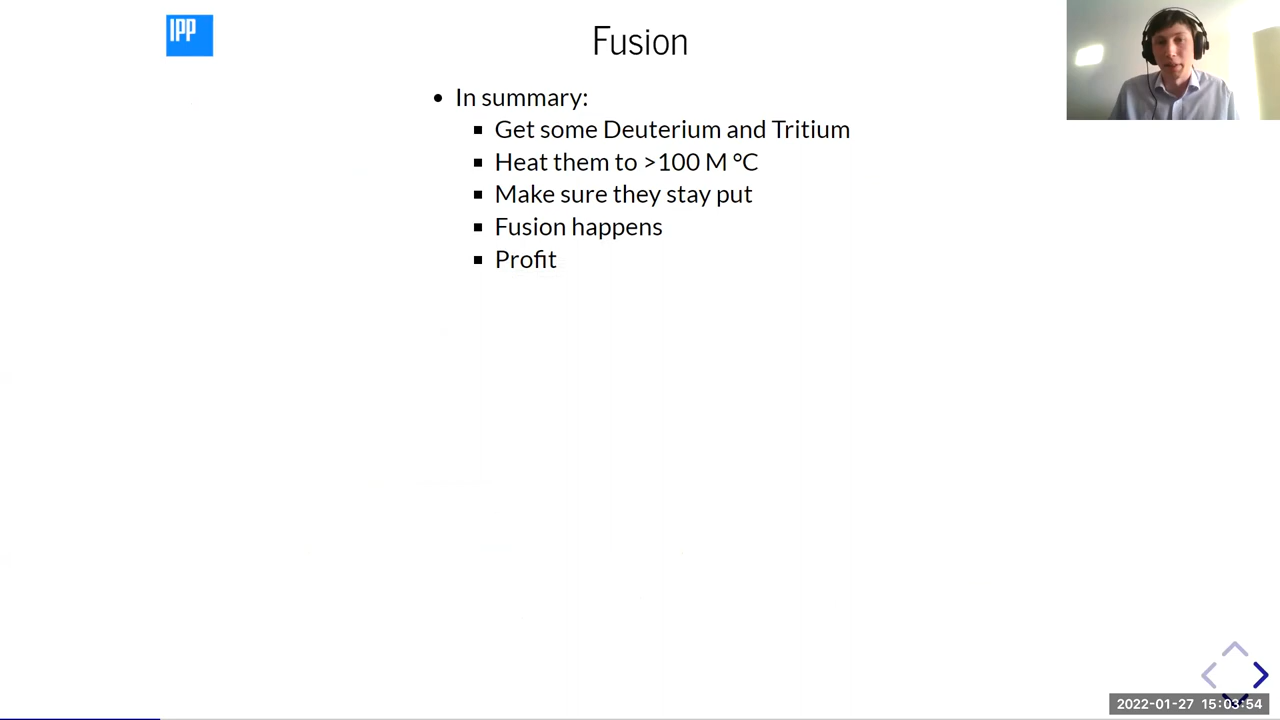 IPP
Fusion
In summary:
Get some Deuterium and Tritium
Heat them to >100 M °C
Make sure they stay put
Fusion happens
Profit
2022-01-27 15:03:54